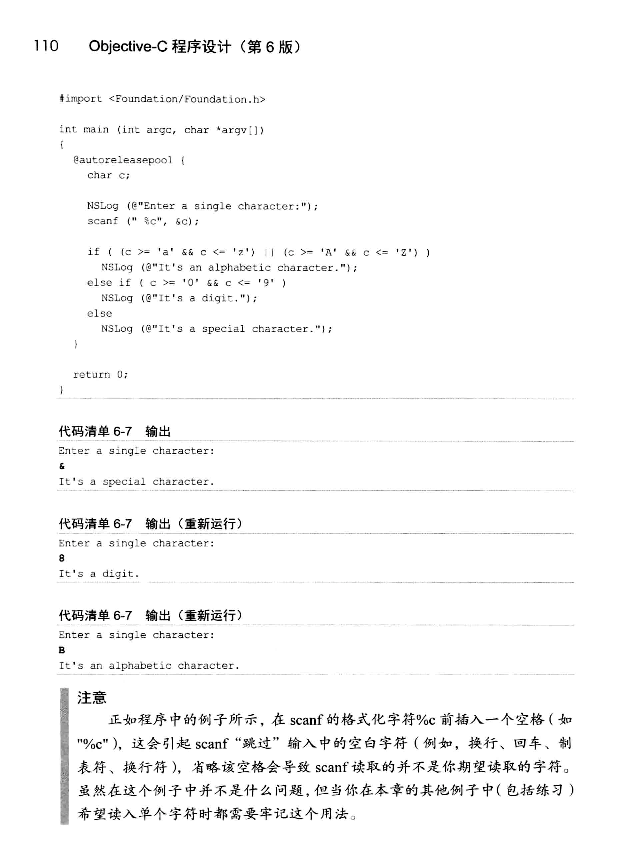 110 Objective-C 程序设计（第 6 版）
#import <Foundation/Foundation.h>
int main (int argc, char *argv[])
{
@autoreleasepool {
char c;
NSLog (@"Enter a single character:");
scanf (" %c", &c);
if ( (c >= 'a' && c <= 'z') || (c >= 'A' && c <= 'Z') )
NSLog (@"It's an alphabetic character.");
else if ( c >= '0' && c <= '9' )
NSLog (@"It's a digit.");
else
NSLog (@"It's a special character.");
}
return 0;
}
代码清单 6-7 输出
Enter a single character:
&
It's a special character.
代码清单 6-7 输出（重新运行）
Enter a single character:
8
It's a digit.
代码清单 6-7 输出（重新运行）
Enter a single character:
B
It's an alphabetic character.
注意
正如程序中的例子所示，在 scanf 的格式化字符%c 前插入一个空格（如
"%c"），这会引起 scanf “跳过” 输入中的空白字符（例如，换行、回车、制
表符、换行符），省略该空格会导致 scanf 读取的并不是你期望读取的字符。
虽然在这个例子中并不是什么问题，但当你在本章的其他例子中（包括练习）
希望读入单个字符时都需要牢记这个用法。